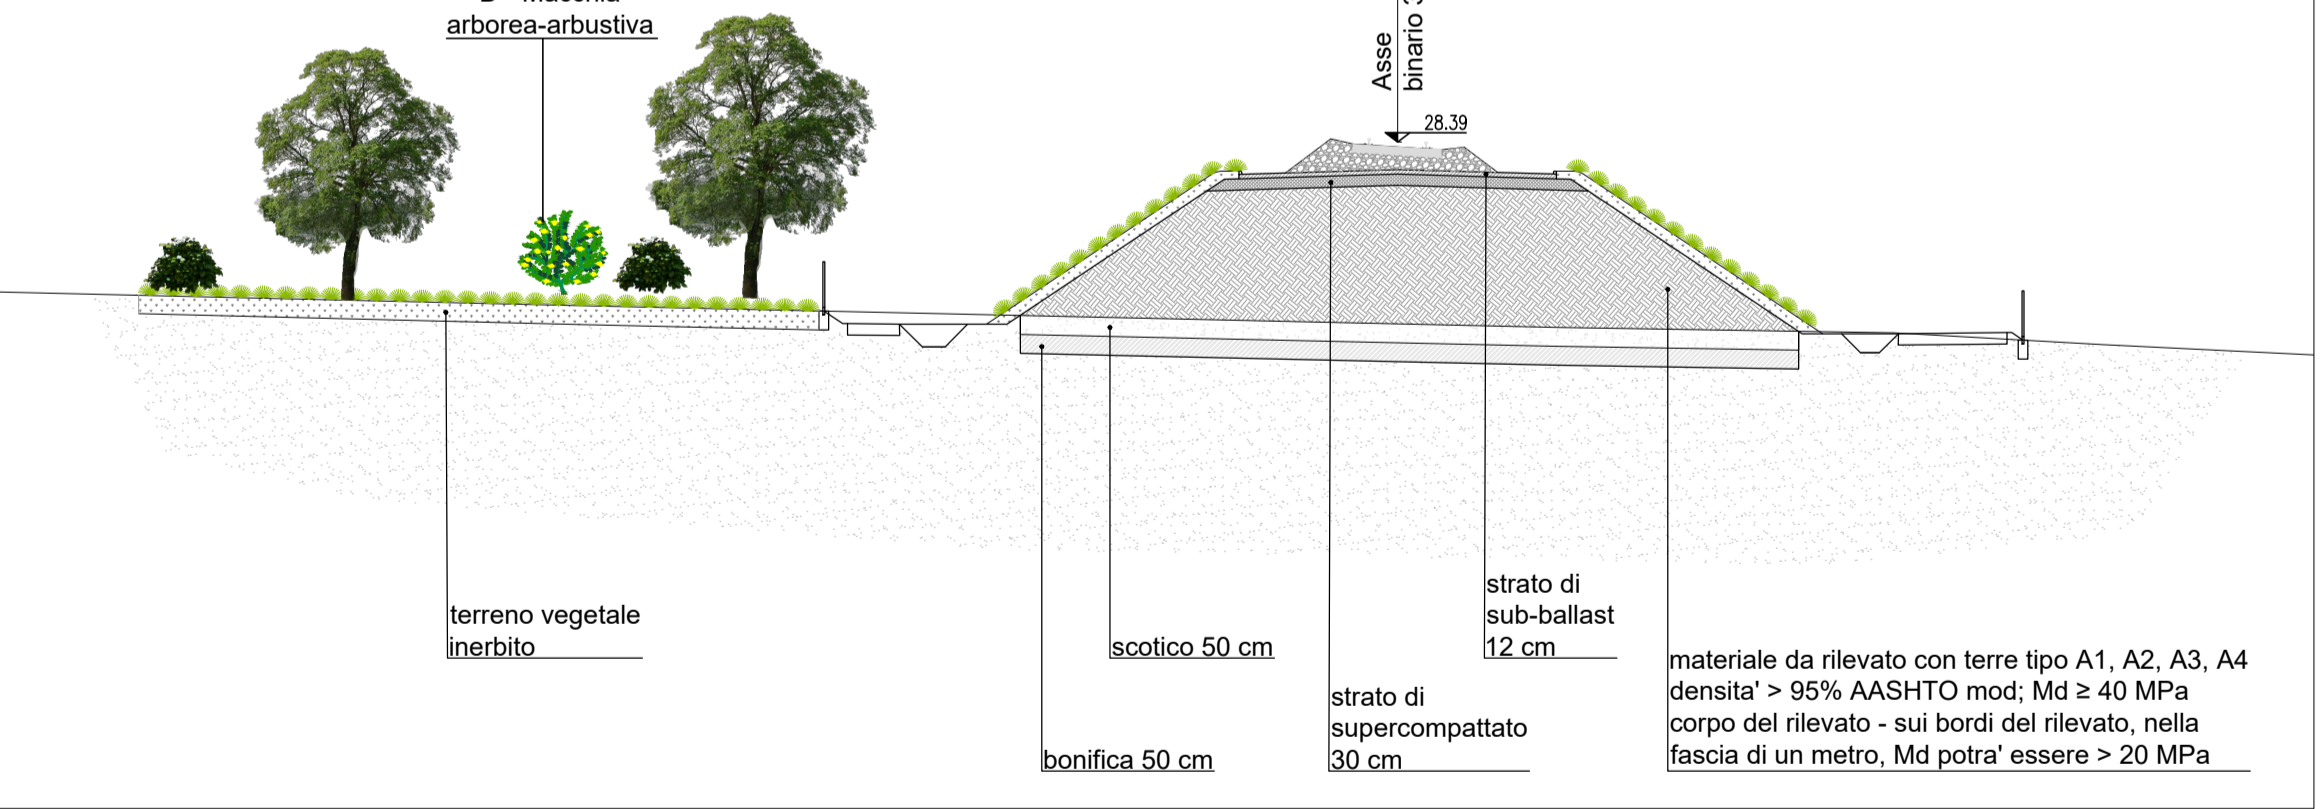 arborea-arbustiva
Asse
binario
28.39
terreno vegetale
inerbito
scotico 50 cm
bonifica 50 cm
strato di
supercompattato
30 cm
strato di
sub-ballast
12 cm
materiale da rilevato con terre tipo A1, A2, A3, A4
densita' > 95% AASHTO mod; Md ≥ 40 MPa
corpo del rilevato - sui bordi del rilevato, nella
fascia di un metro, Md potra' essere > 20 MPa